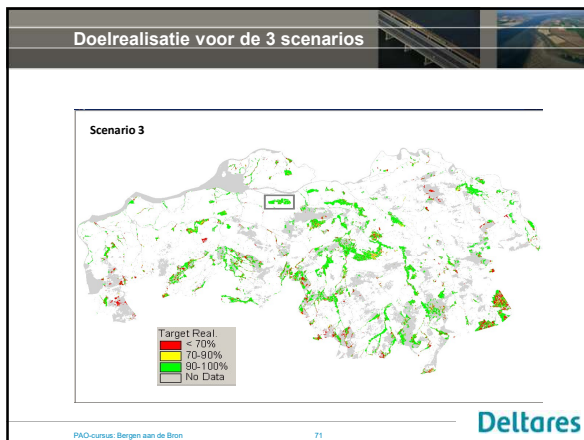 Doelrealisatie voor de 3 scenarios
Scenario 3
Target Real.
< 70%
70-90%
90-100%
No Data
PAO-cursus: Bergen aan de Bron
71
Deltares